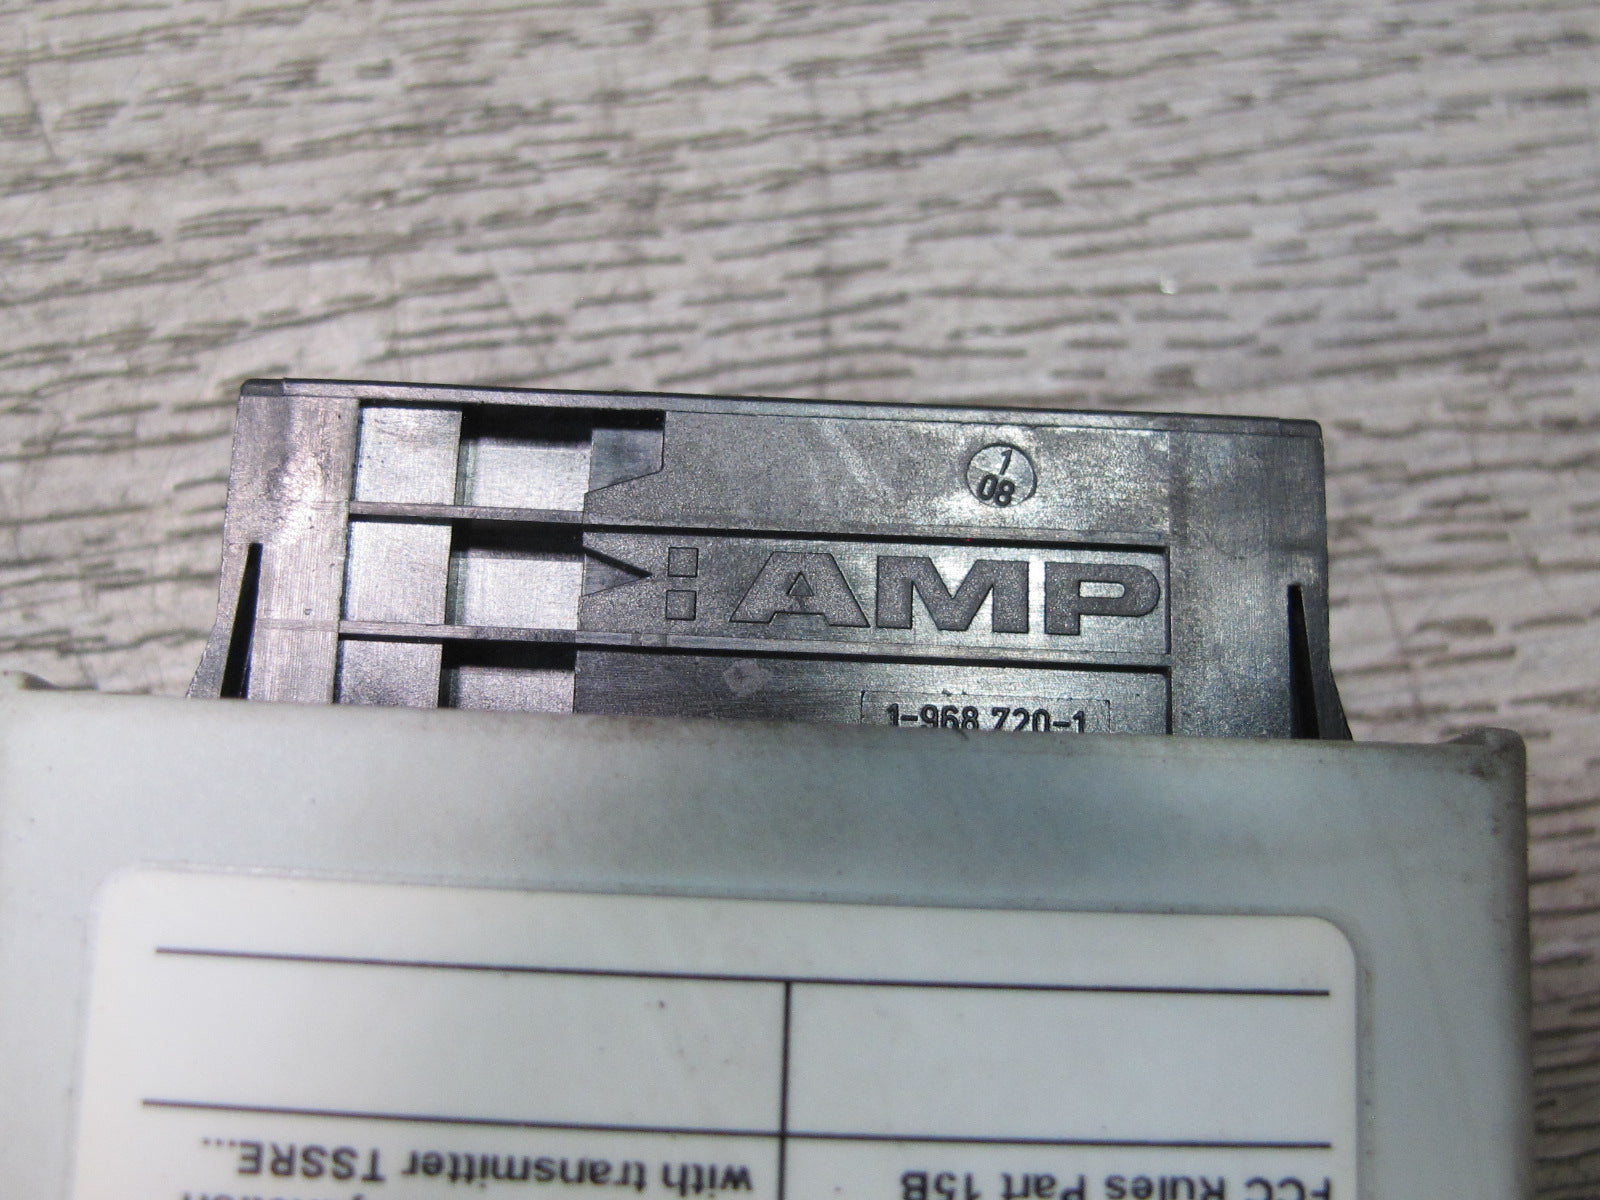 1
08
AMP
1-968 720-1
FCC Rules Part 15B
with transmitter TSSRE...